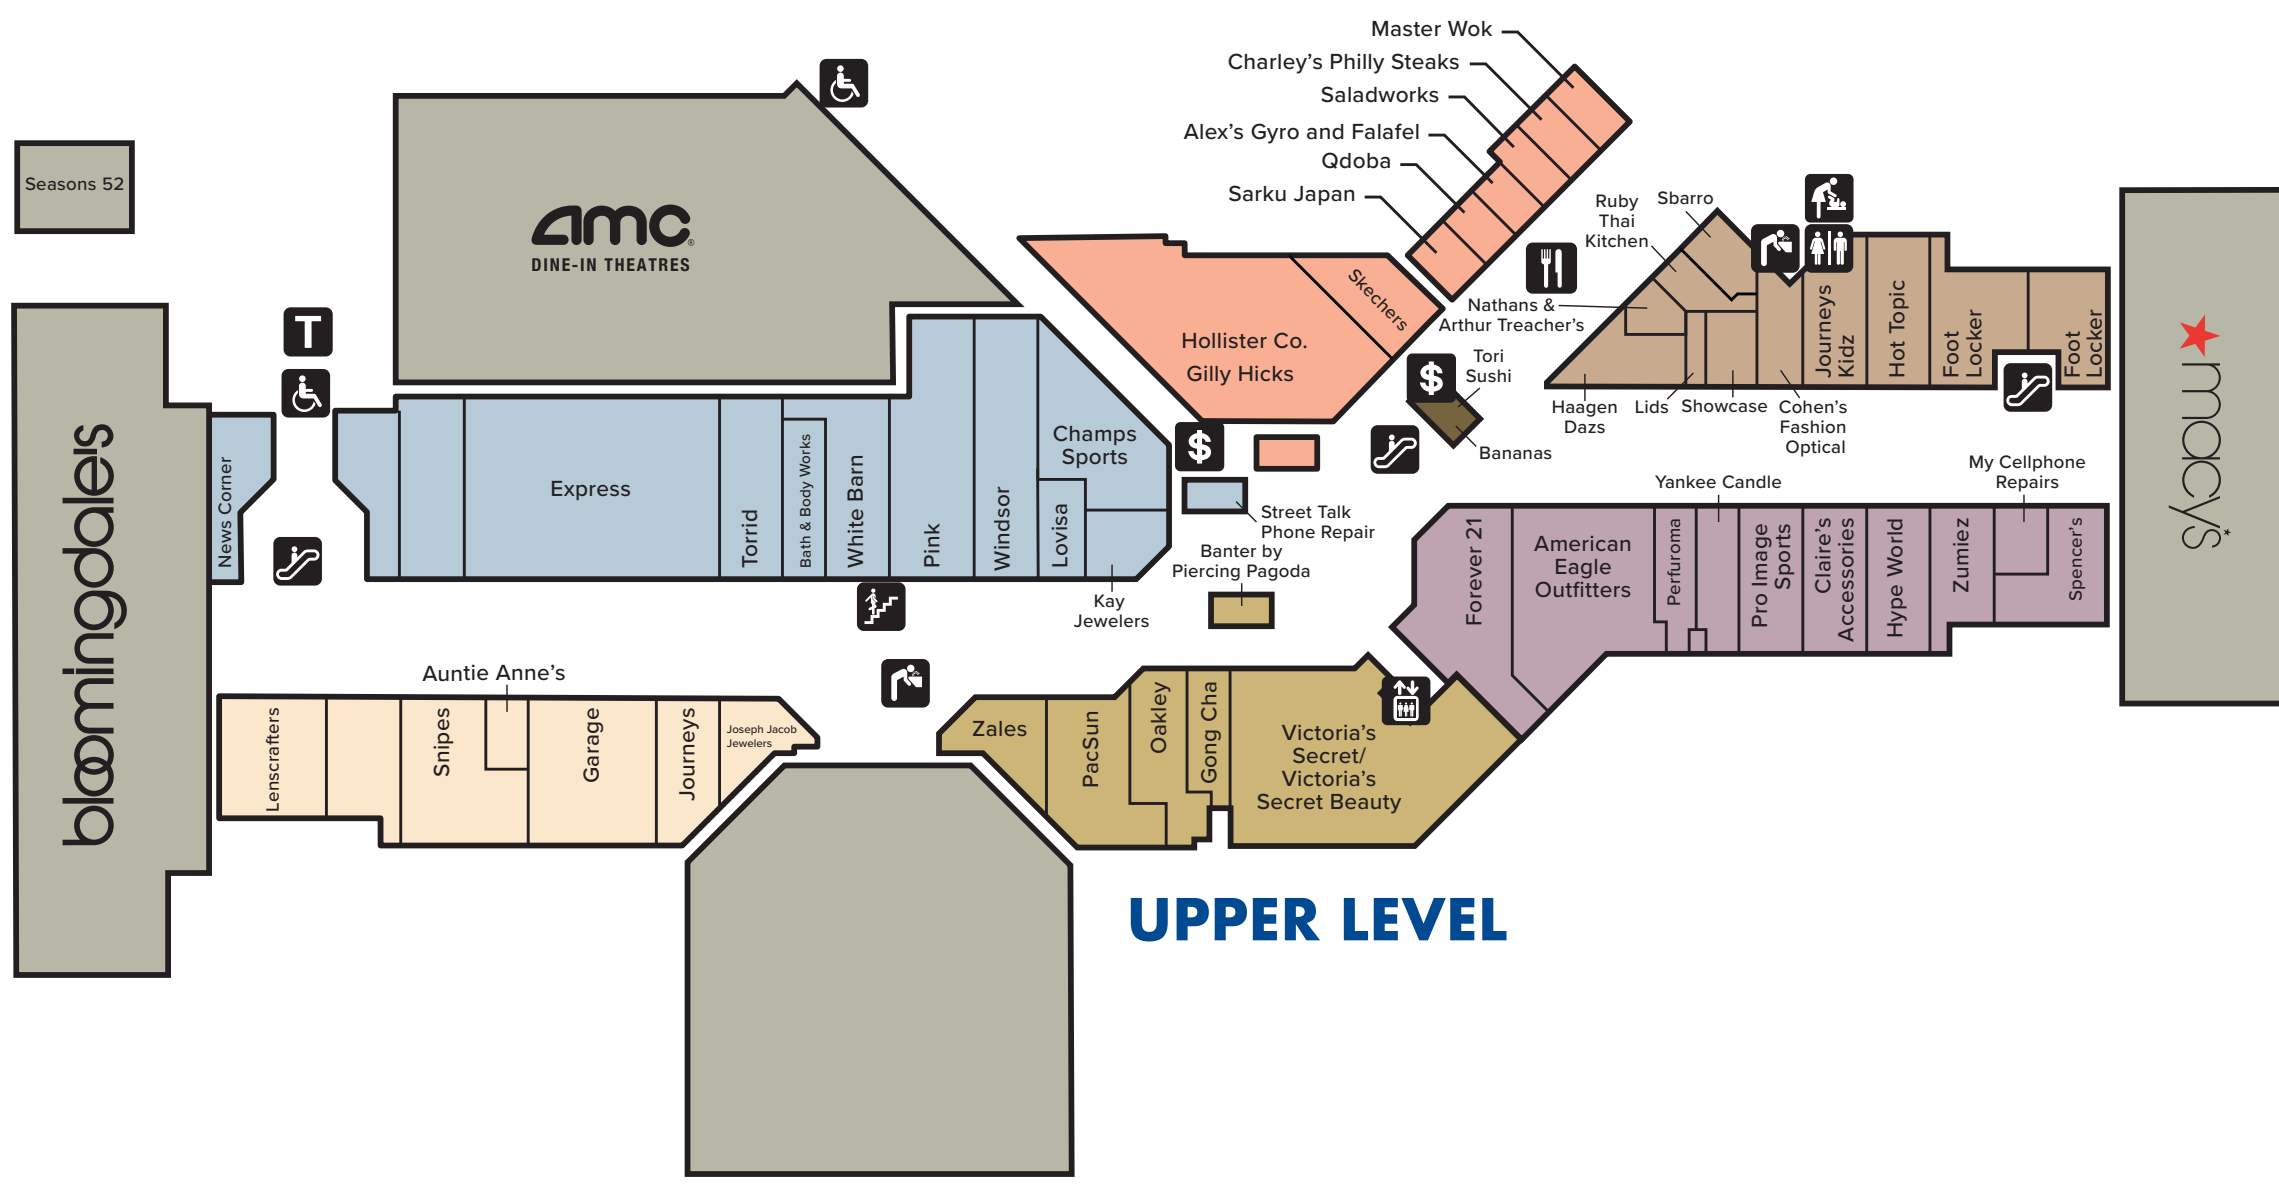 Master Wok
Charley's Philly Steaks
Saladworks
Alex's Gyro and Falafel
Qdoba
Sarku Japan
Seasons 52
amc
DINE-IN THEATRES
®
Ruby
Thai
Kitchen
Sbarro
Nathans &
Arthur Treacher's
Skechers
Hollister Co.
Gilly Hicks
Tori
Sushi
$
Bananas
Haagen
Dazs
Lids
Showcase
Cohen's
Fashion
Optical
Journeys
Kidz
Hot Topic
Foot
Locker
Foot
Locker
macy's
T
bloomingdale's
News Corner
Express
Torrid
Bath & Body Works
White Barn
Pink
Windsor
Champs
Sports
Lovisa
Kay
Jewelers
$
Street Talk
Phone Repair
Banter by
Piercing Pagoda
Yankee Candle
My Cellphone
Repairs
Forever 21
American
Eagle
Outfitters
Perfuroma
Pro Image
Sports
Claire's
Accessories
Hype World
Zumiez
Spencer's
Auntie Anne's
Lenscrafters
Snipes
Garage
Journeys
Joseph Jacob
Jewelers
Zales
PacSun
Oakley
Gong Cha
Victoria's
Secret/
Victoria's
Secret Beauty
UPPER LEVEL